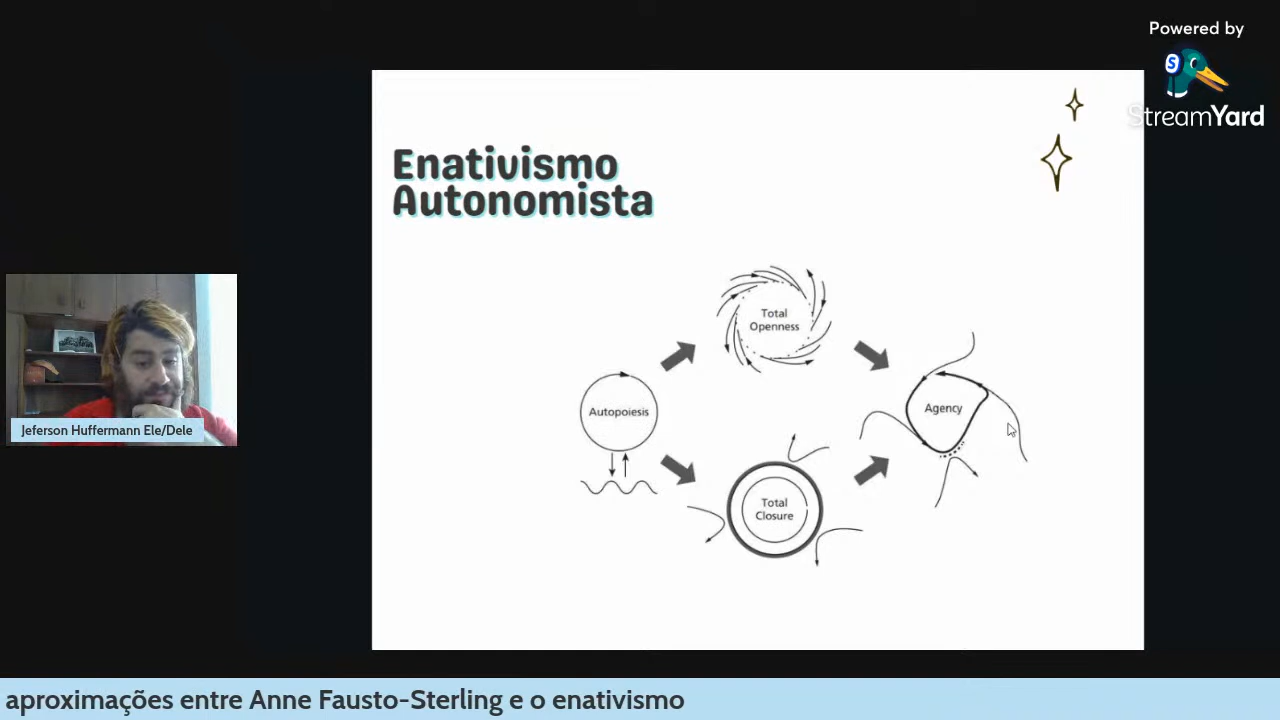 Powered by
StreamYard
Enativismo
Autonomista
Total
Openness
Autopoiesis
Agency
Total
Closure
Jeferson Huffermann Ele/Dele
aproximações entre Anne Fausto-Sterling e o enativismo